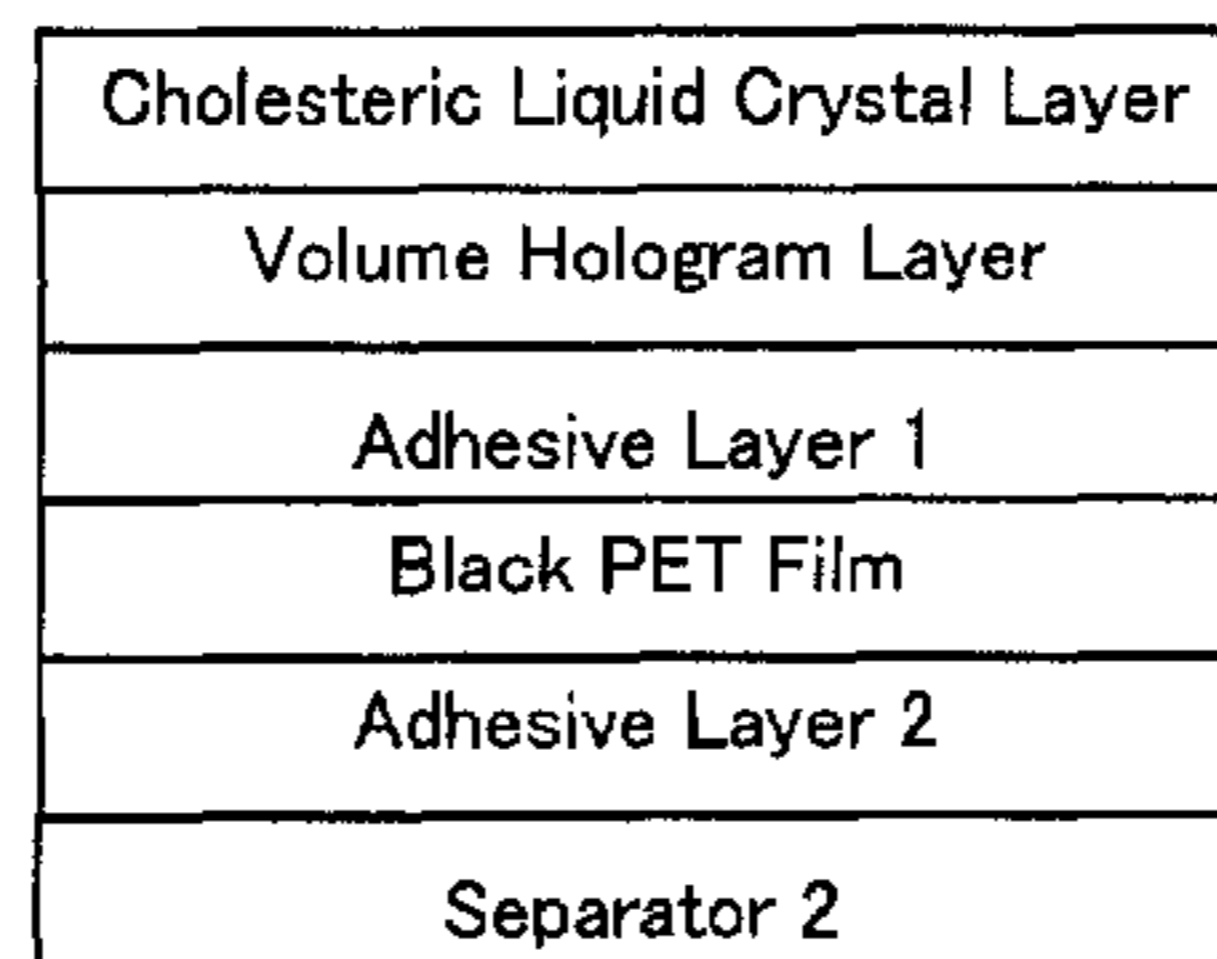 Cholesteric Liquid Crystal Layer
Volume Hologram Layer
Adhesive Layer 1
Black PET Film
Adhesive Layer 2
Separator 2